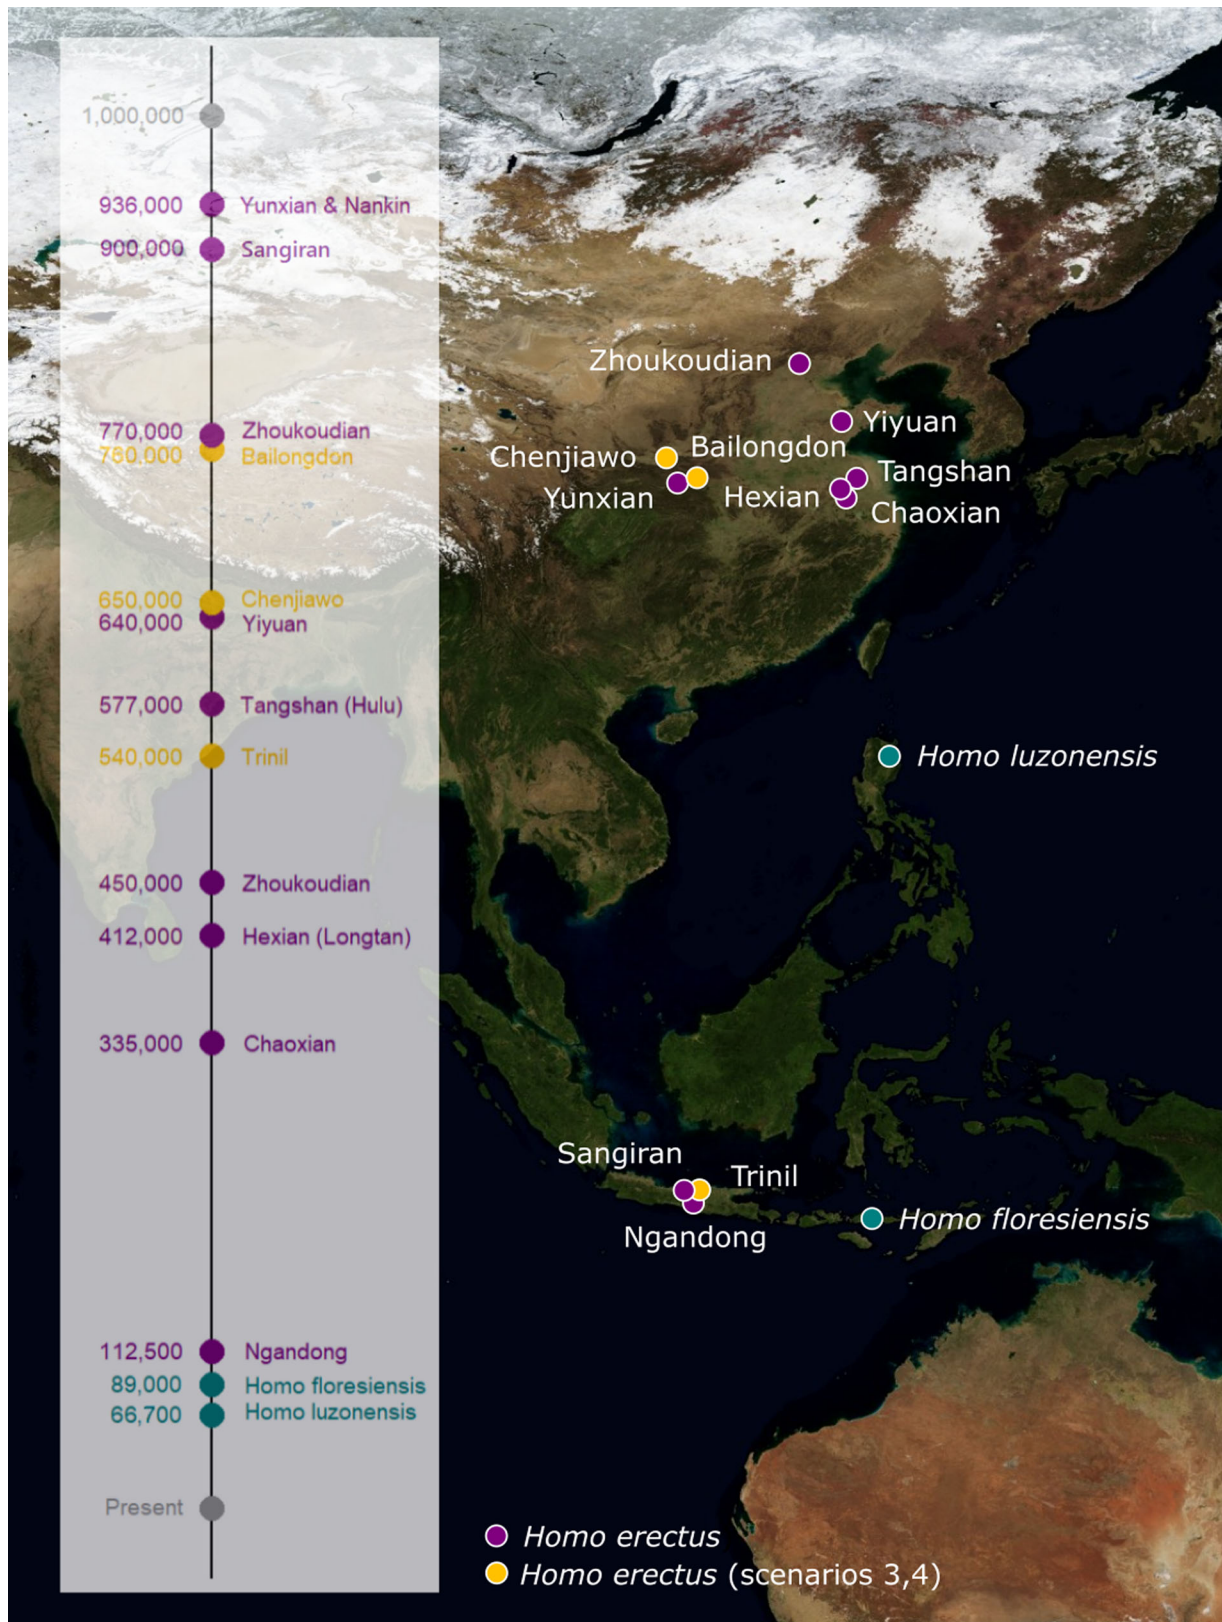 1,000,000
936,000 Yunxian & Nankin
900,000 Sangiran
770,000 Zhoukoudian
750,000 Bailongdon
650,000 Chenjiawo
640,000 Yiyuan
577,000 Tangshan (Hulu)
540,000 Trinil
450,000 Zhoukoudian
412,000 Hexian (Longtan)
335,000 Chaoxian
112,500 Ngandong
89,000 Homo floresiensis
66,700 Homo luzonensis
Present
Zhoukoudian
Yiyuan
Bailongdon
Chenjiawo
Tangshan
Yunxian
Hexian
Chaoxian
Homo luzonensis
Sangiran
Trinil
Homo floresiensis
Ngandong
Homo erectus
Homo erectus (scenarios 3,4)